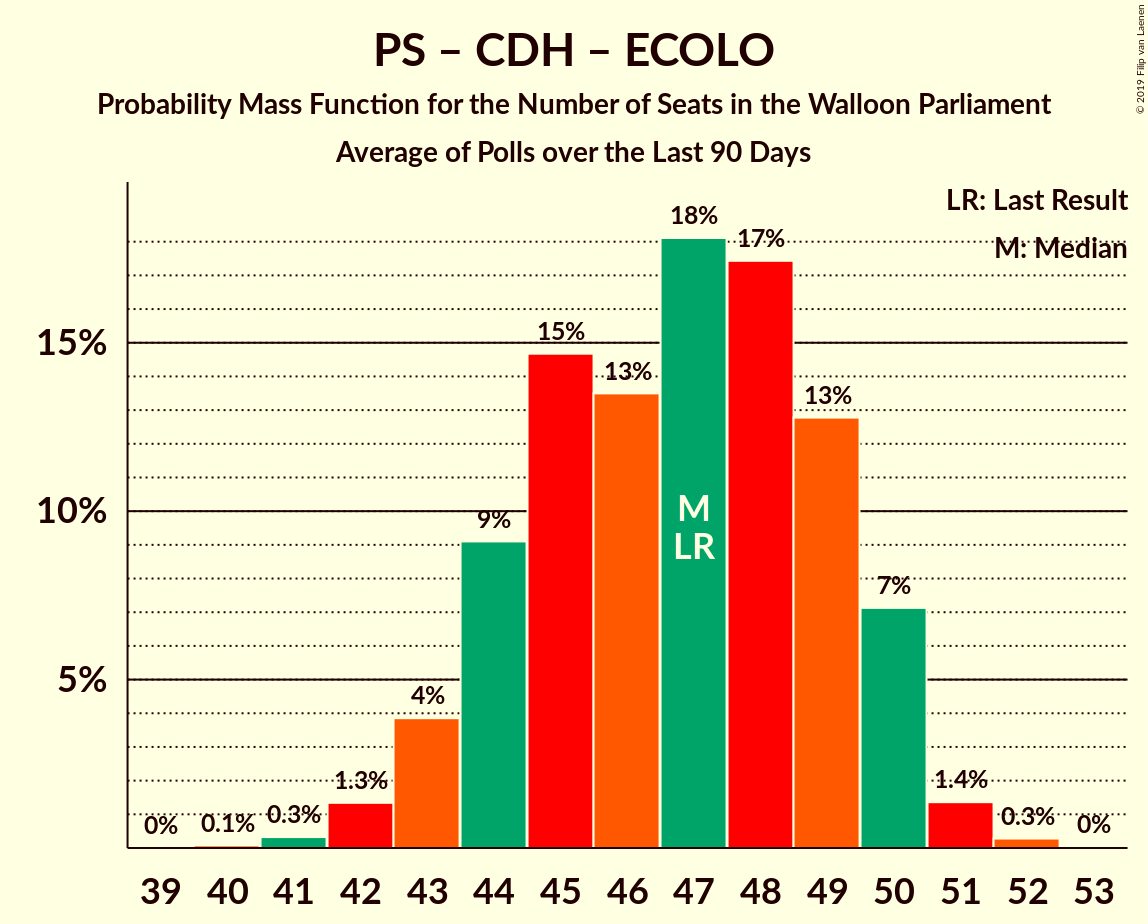 PS – CDH – ECOLO
Probability Mass Function for the Number of Seats in the Walloon Parliament
Average of Polls over the Last 90 Days
© 2019 Filip van Laenen
LR: Last Result
M: Median
15%
10%
5%
0%
0.1%
0.3%
1.3%
4%
9%
15%
13%
18%
17%
13%
7%
1.4%
0.3%
0%
M
LR
39 40 41 42 43 44 45 46 47 48 49 50 51 52 53